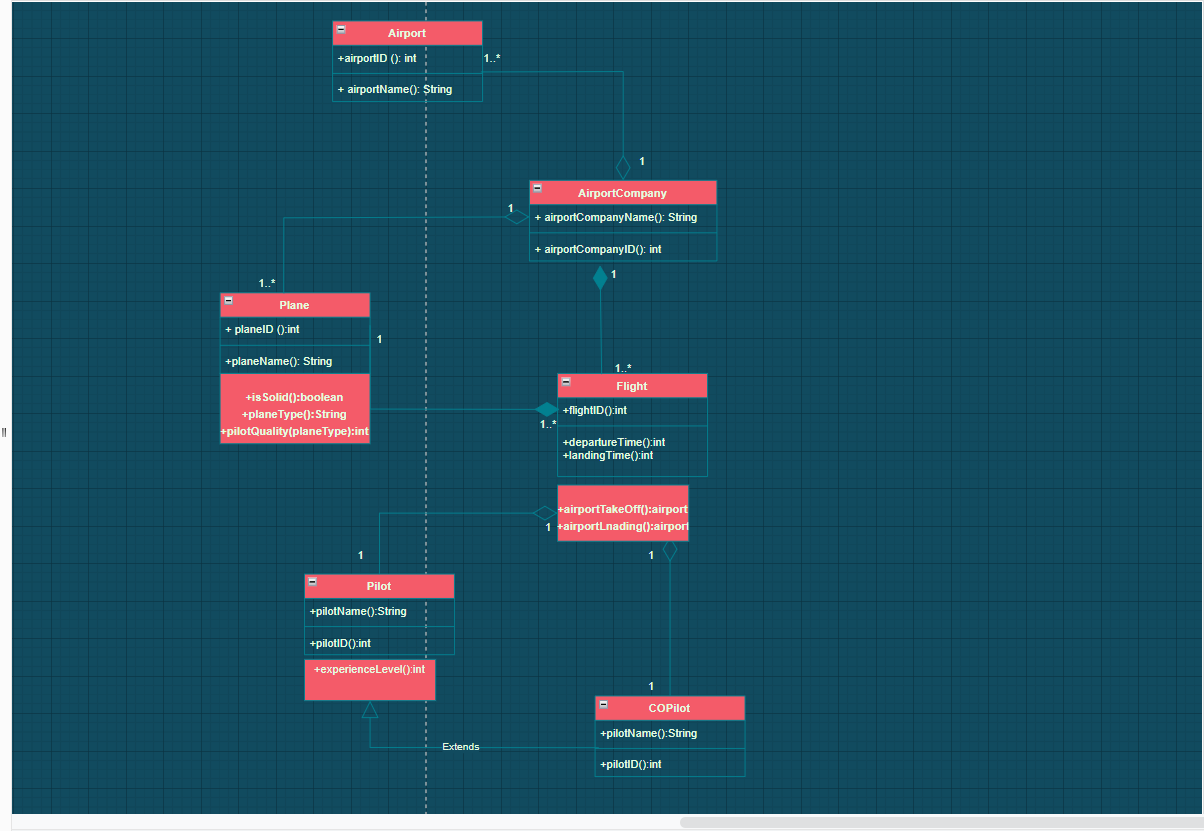 Airport
+airportID (): int
1..*
+ airportName(): String
1
AirportCompany
1
+ airportCompanyName(): String
+ airportCompanyID(): int
1
1..*
Plane
+ planeID ():int
1
+planeName(): String
1..*
Flight
+isSolid():boolean
+planeType():String
+pilotQuality(planeType):int
+flightID():int
1..*
+departureTime():int
+landingTime():int
+airportTakeOff():airport
+airportLnading():airport
1
1
1
Pilot
+pilotName():String
+pilotID():int
+experienceLevel():int
1
COPilot
+pilotName():String
Extends
+pilotID():int